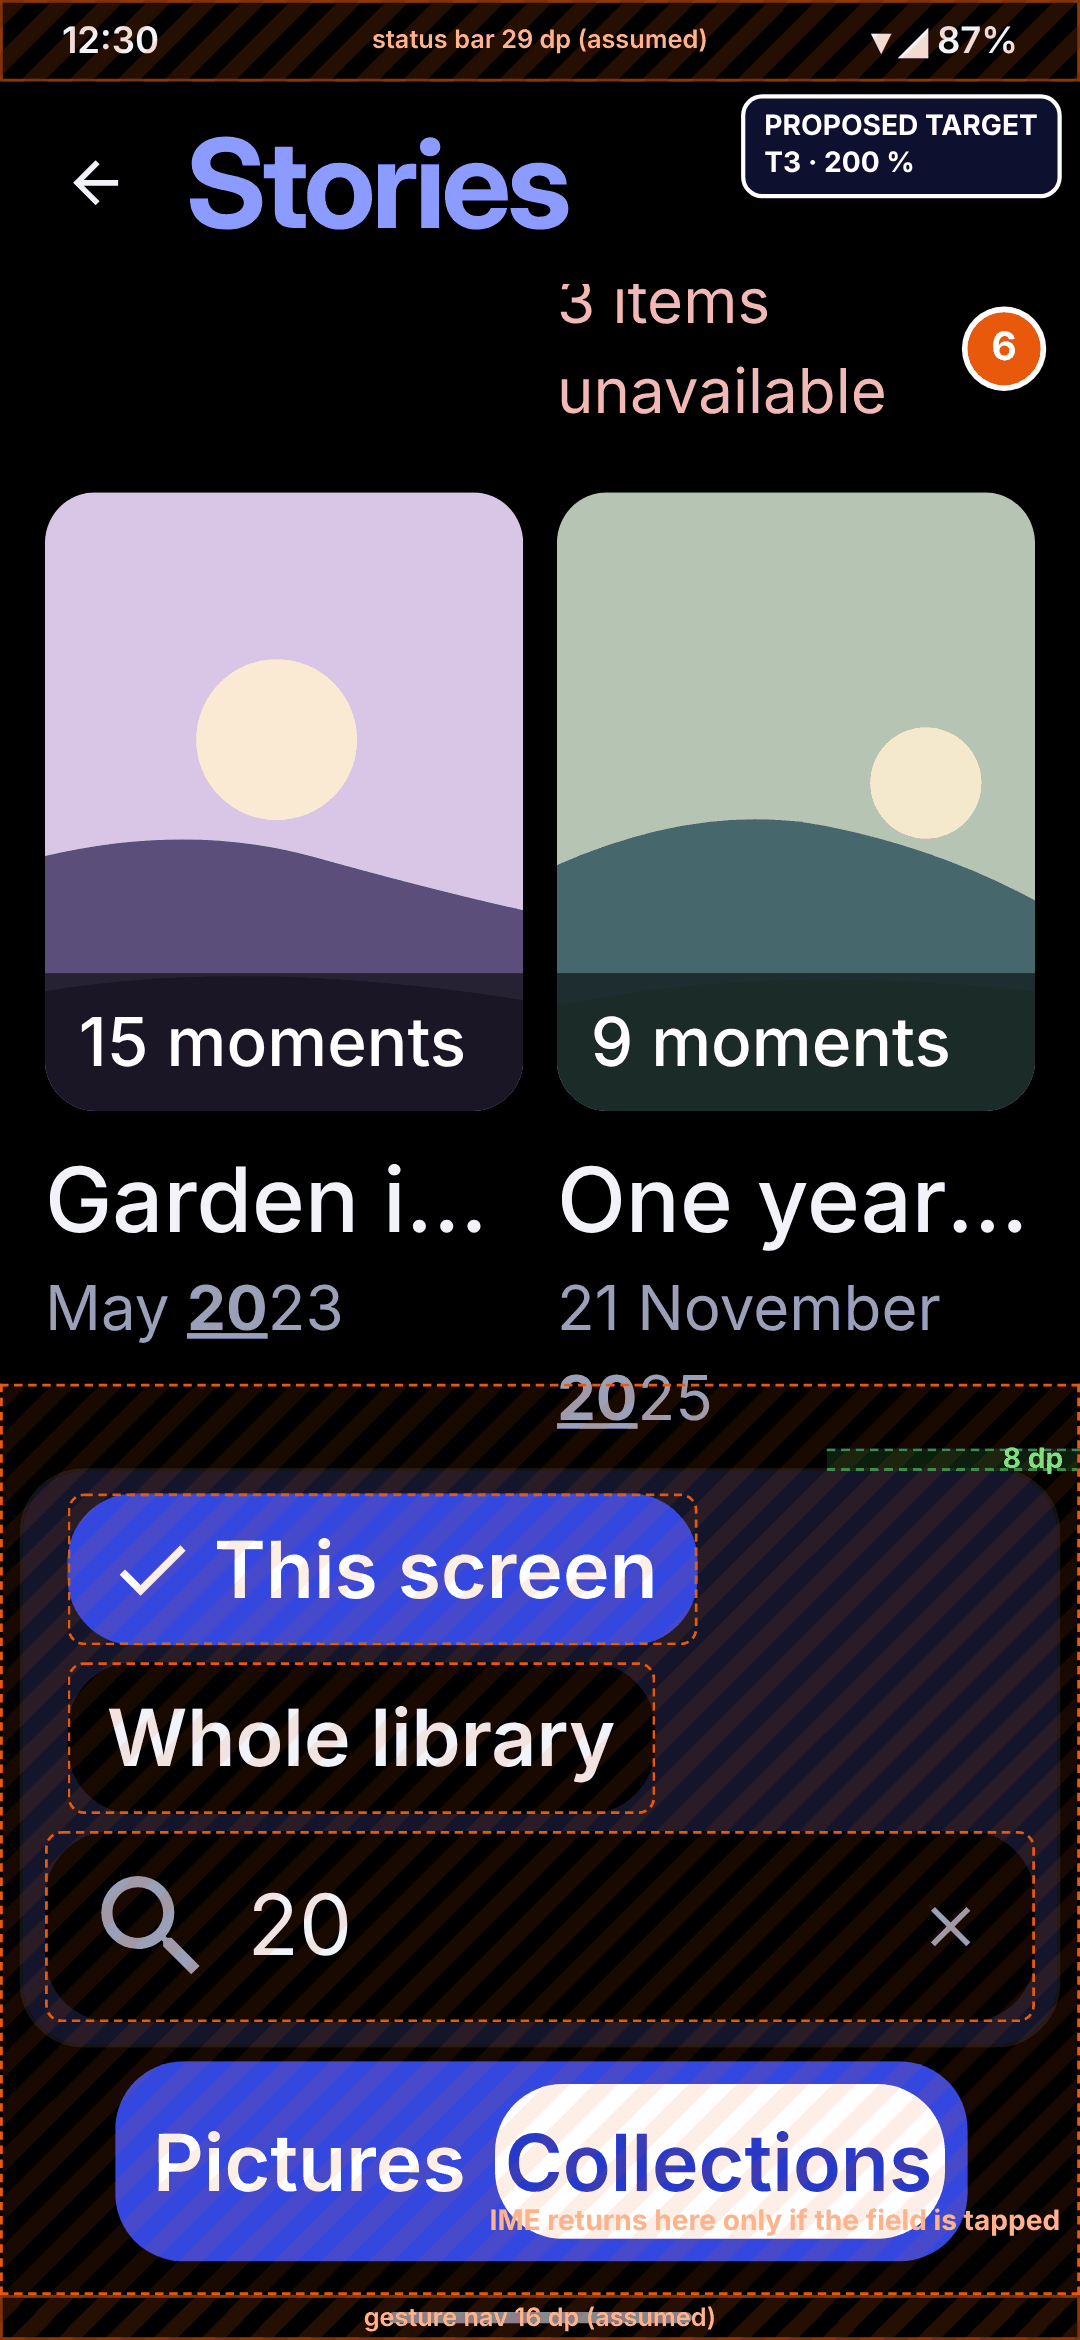 12:30
status bar 29 dp (assumed)
87%
PROPOSED TARGET
T3 · 200 %
Stories
3 items
unavailable
6
15 moments
9 moments
Garden i...
One year...
May 2023
21 November
2025
8 dp
This screen
Whole library
20
Pictures
Collections
IME returns here only if the field is tapped
gesture nav 16 dp (assumed)